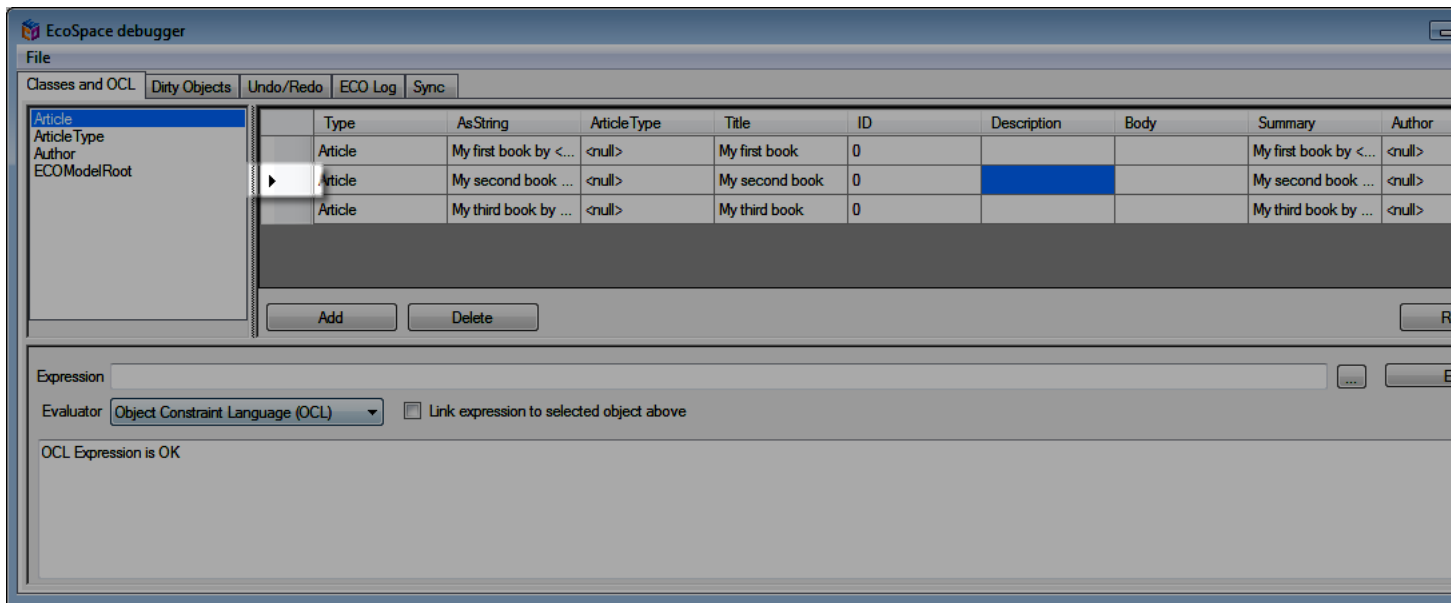 EcoSpace debugger
File
Classes and OCL Dirty Objects Undo/Redo ECO Log Sync
Article
ArticleType
Author
ECOModelRoot
Type AsString ArticleType Title ID Description Body Summary Author
Article My first book by <... <null> My first book 0 My first book by <... <null>
Article My second book ... <null> My second book 0 My second book ... <null>
Article My third book by ... <null> My third book 0 My third book by ... <null>
Add Delete R
Expression ... E
Evaluator Object Constraint Language (OCL) Link expression to selected object above
OCL Expression is OK